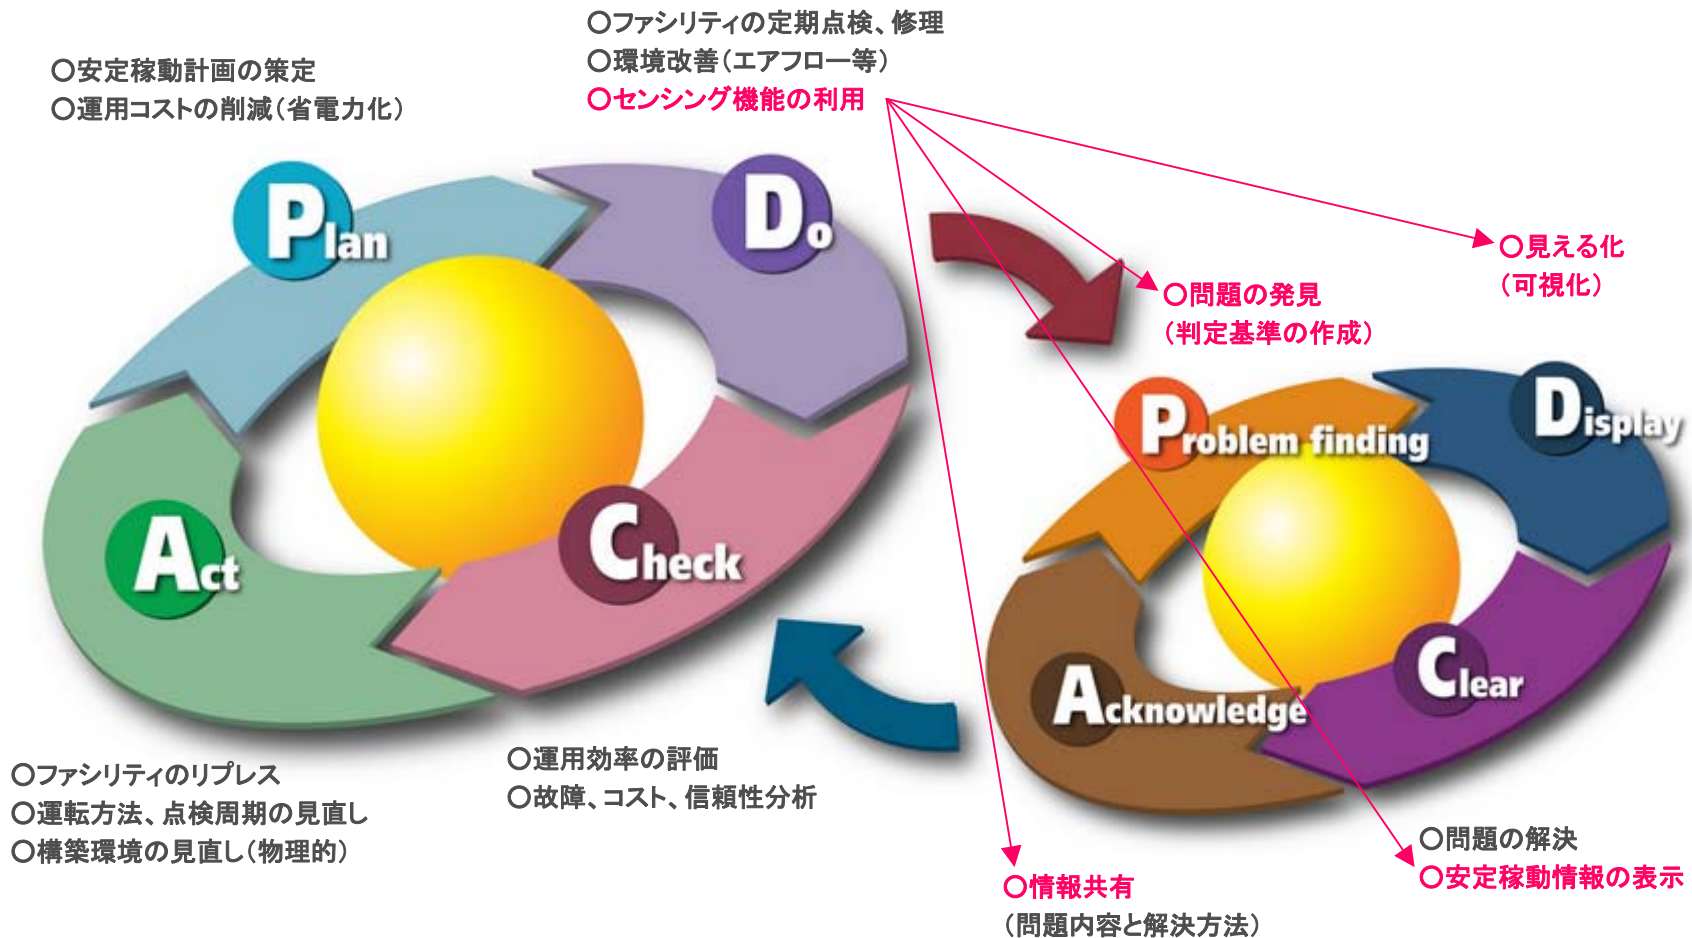 ○安定稼動計画の策定
○運用コストの削減(省電力化)
○ファシリティの定期点検、修理
○環境改善(エアフロー等)
○センシング機能の利用
Plan
Do
Check
Act
○見える化
(可視化)
○問題の発見
(判定基準の作成)
Problem finding
Display
Clear
Acknowledge
○ファシリティのリプレス
○運転方法、点検周期の見直し
○構築環境の見直し(物理的)
○運用効率の評価
○故障、コスト、信頼性分析
○情報共有
(問題内容と解決方法)
○問題の解決
○安定稼動情報の表示